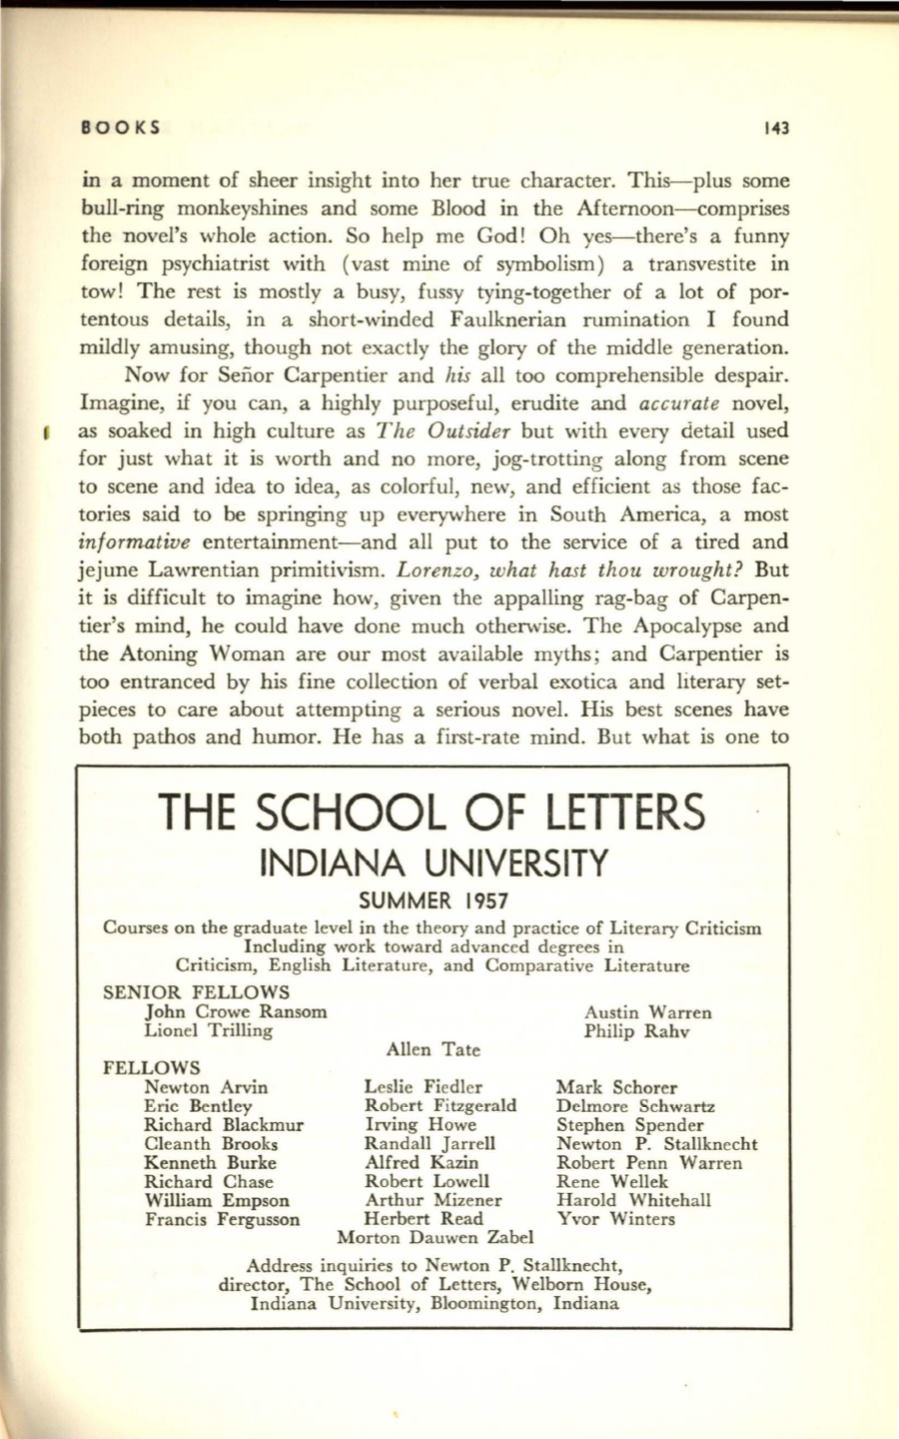 BOOKS 143
in a moment of sheer insight into her true character. This—plus some
bull-ring monkeyshines and some Blood in the Afternoon—comprises
the novel's whole action. So help me God! Oh yes—there's a funny
foreign psychiatrist with (vast mine of symbolism) a transvestite in
tow! The rest is mostly a busy, fussy tying-together of a lot of por-
tentous details, in a short-winded Faulknerian rumination I found
mildly amusing, though not exactly the glory of the middle generation.
Now for Señor Carpentier and his all too comprehensible despair.
Imagine, if you can, a highly purposeful, erudite and accurate novel,
as soaked in high culture as The Outsider but with every detail used
for just what it is worth and no more, jog-trotting along from scene
to scene and idea to idea, as colorful, new, and efficient as those fac-
tories said to be springing up everywhere in South America, a most
informative entertainment—and all put to the service of a tired and
jejune Lawrentian primitivism. Lorenzo, what hast thou wrought? But
it is difficult to imagine how, given the appalling rag-bag of Carpen-
tier's mind, he could have done much otherwise. The Apocalypse and
the Atoning Woman are our most available myths; and Carpentier is
too entranced by his fine collection of verbal exotica and literary set-
pieces to care about attempting a serious novel. His best scenes have
both pathos and humor. He has a first-rate mind. But what is one to
THE SCHOOL OF LETTERS
INDIANA UNIVERSITY
SUMMER 1957
Courses on the graduate level in the theory and practice of Literary Criticism
Including work toward advanced degrees in
Criticism, English Literature, and Comparative Literature
SENIOR FELLOWS
John Crowe Ransom Austin Warren
Lionel Trilling Philip Rahv
Allen Tate
FELLOWS
Newton Arvin Leslie Fiedler Mark Schorer
Eric Bentley Robert Fitzgerald Delmore Schwartz
Richard Blackmur Irving Howe Stephen Spender
Cleanth Brooks Randall Jarrell Newton P. Stallknecht
Kenneth Burke Alfred Kazin Robert Penn Warren
Richard Chase Robert Lowell Rene Wellek
William Empson Arthur Mizener Harold Whitehall
Francis Fergusson Herbert Read Yvor Winters
Morton Dauwen Zabel
Address inquiries to Newton P. Stallknecht,
director, The School of Letters, Welborn House,
Indiana University, Bloomington, Indiana